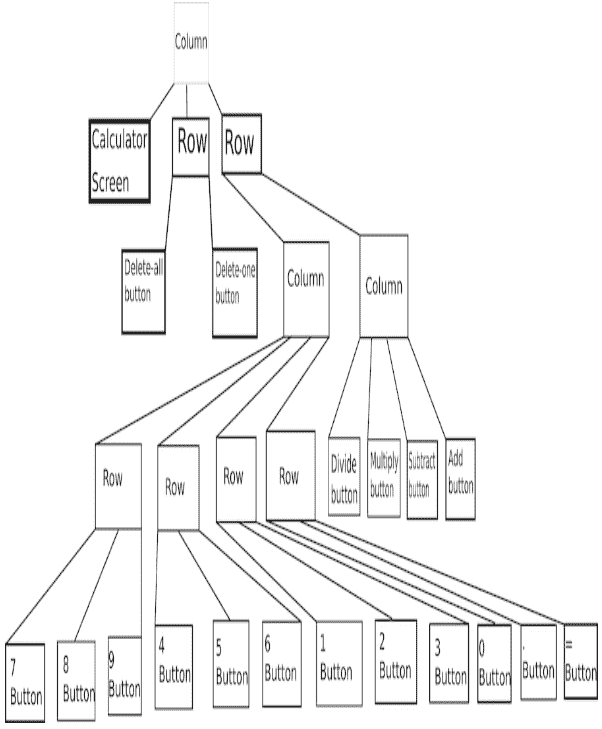 Column
Calculator
Screen
Row
Row
Delete-all
button
Delete-one
button
Column
Column
Row
Row
Row
Row
Divide
button
Multiply
button
Subtract
button
Add
button
7
Button
8
Button
9
Button
4
Button
5
Button
6
Button
1
Button
2
Button
3
Button
0
Button
.
Button
=
Button